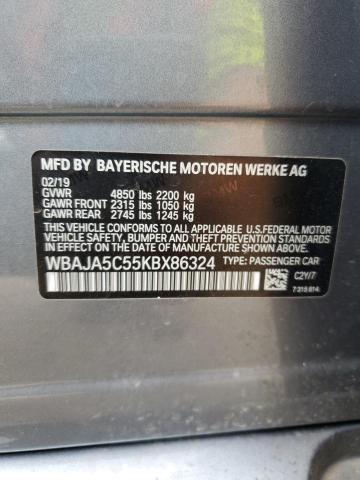 MFD BY BAYERISCHE MOTOREN WERKE AG
02/19
GVWR 4850 lbs 2200 kg
GAWR FRONT 2315 lbs 1050 kg
GAWR REAR 2745 lbs 1245 kg
THIS VEHICLE CONFORMS TO ALL APPLICABLE
U.S.FEDERAL MOTOR
VEHICLE SAFETY, BUMPER AND THEFT PREVENTION
STANDARDS IN EFFECT ON THE DATE OF
MANUFACTURE SHOWN ABOVE.
WBAJA5C55KBX86324 TYPE: PASSENGER CAR
C2Y/7
7 315 814